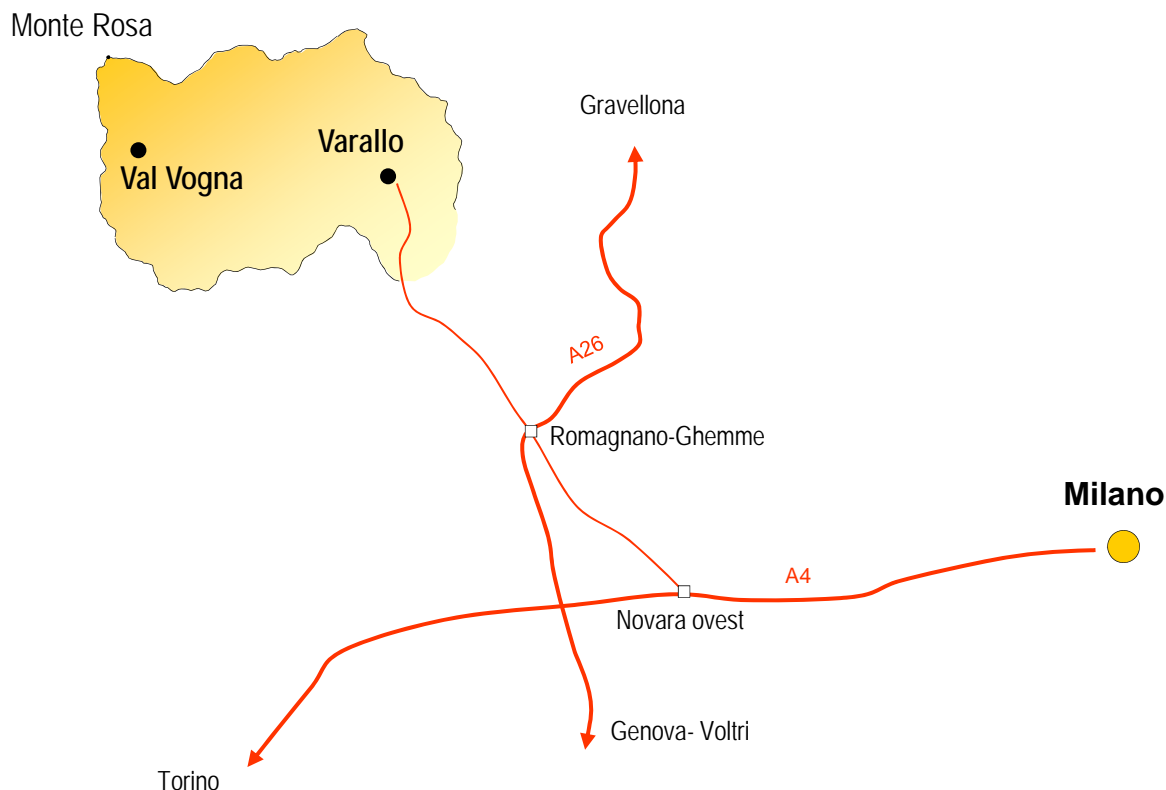 Monte Rosa
Gravellona
Varallo
Val Vogna
A26
Romagnano-Ghemme
Milano
A4
Novara ovest
Genova- Voltri
Torino